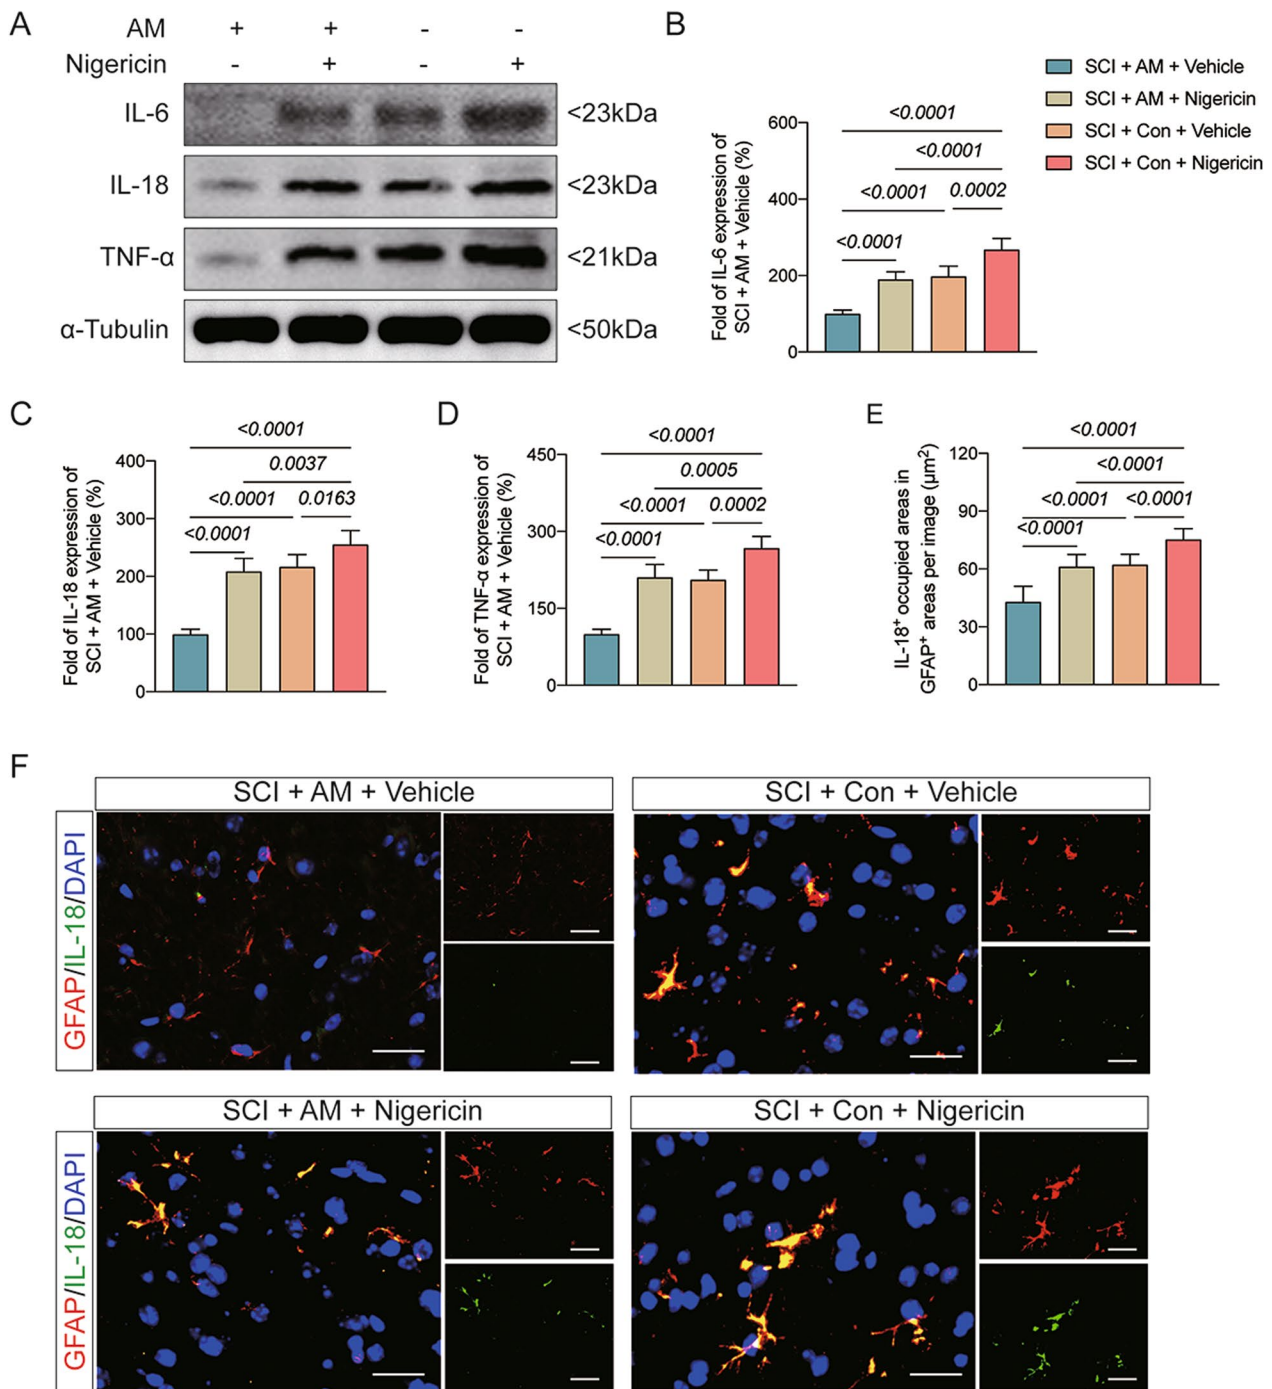 A
AM + + - -
Nigericin - + - +
IL-6 <23kDa
IL-18 <23kDa
TNF-α <21kDa
α-Tubulin <50kDa
B
Fold of IL-6 expression of
SCI + AM + Vehicle (%)
600
400
200
0
<0.0001
<0.0001
<0.0001 0.0002
<0.0001
SCI + AM + Vehicle
SCI + AM + Nigericin
SCI + Con + Vehicle
SCI + Con + Nigericin
C
Fold of IL-18 expression of
SCI + AM + Vehicle (%)
400
300
200
100
0
<0.0001
0.0037
<0.0001 0.0163
<0.0001
D
Fold of TNF-α expression of
SCI + AM + Vehicle (%)
450
300
150
0
<0.0001
0.0005
<0.0001 0.0002
<0.0001
E
IL-18⁺ occupied areas in
GFAP⁺ areas per image (μm²)
120
90
60
30
0
<0.0001
<0.0001
<0.0001 <0.0001
<0.0001
F
SCI + AM + Vehicle
SCI + Con + Vehicle
GFAP/IL-18/DAPI
SCI + AM + Nigericin
SCI + Con + Nigericin
GFAP/IL-18/DAPI